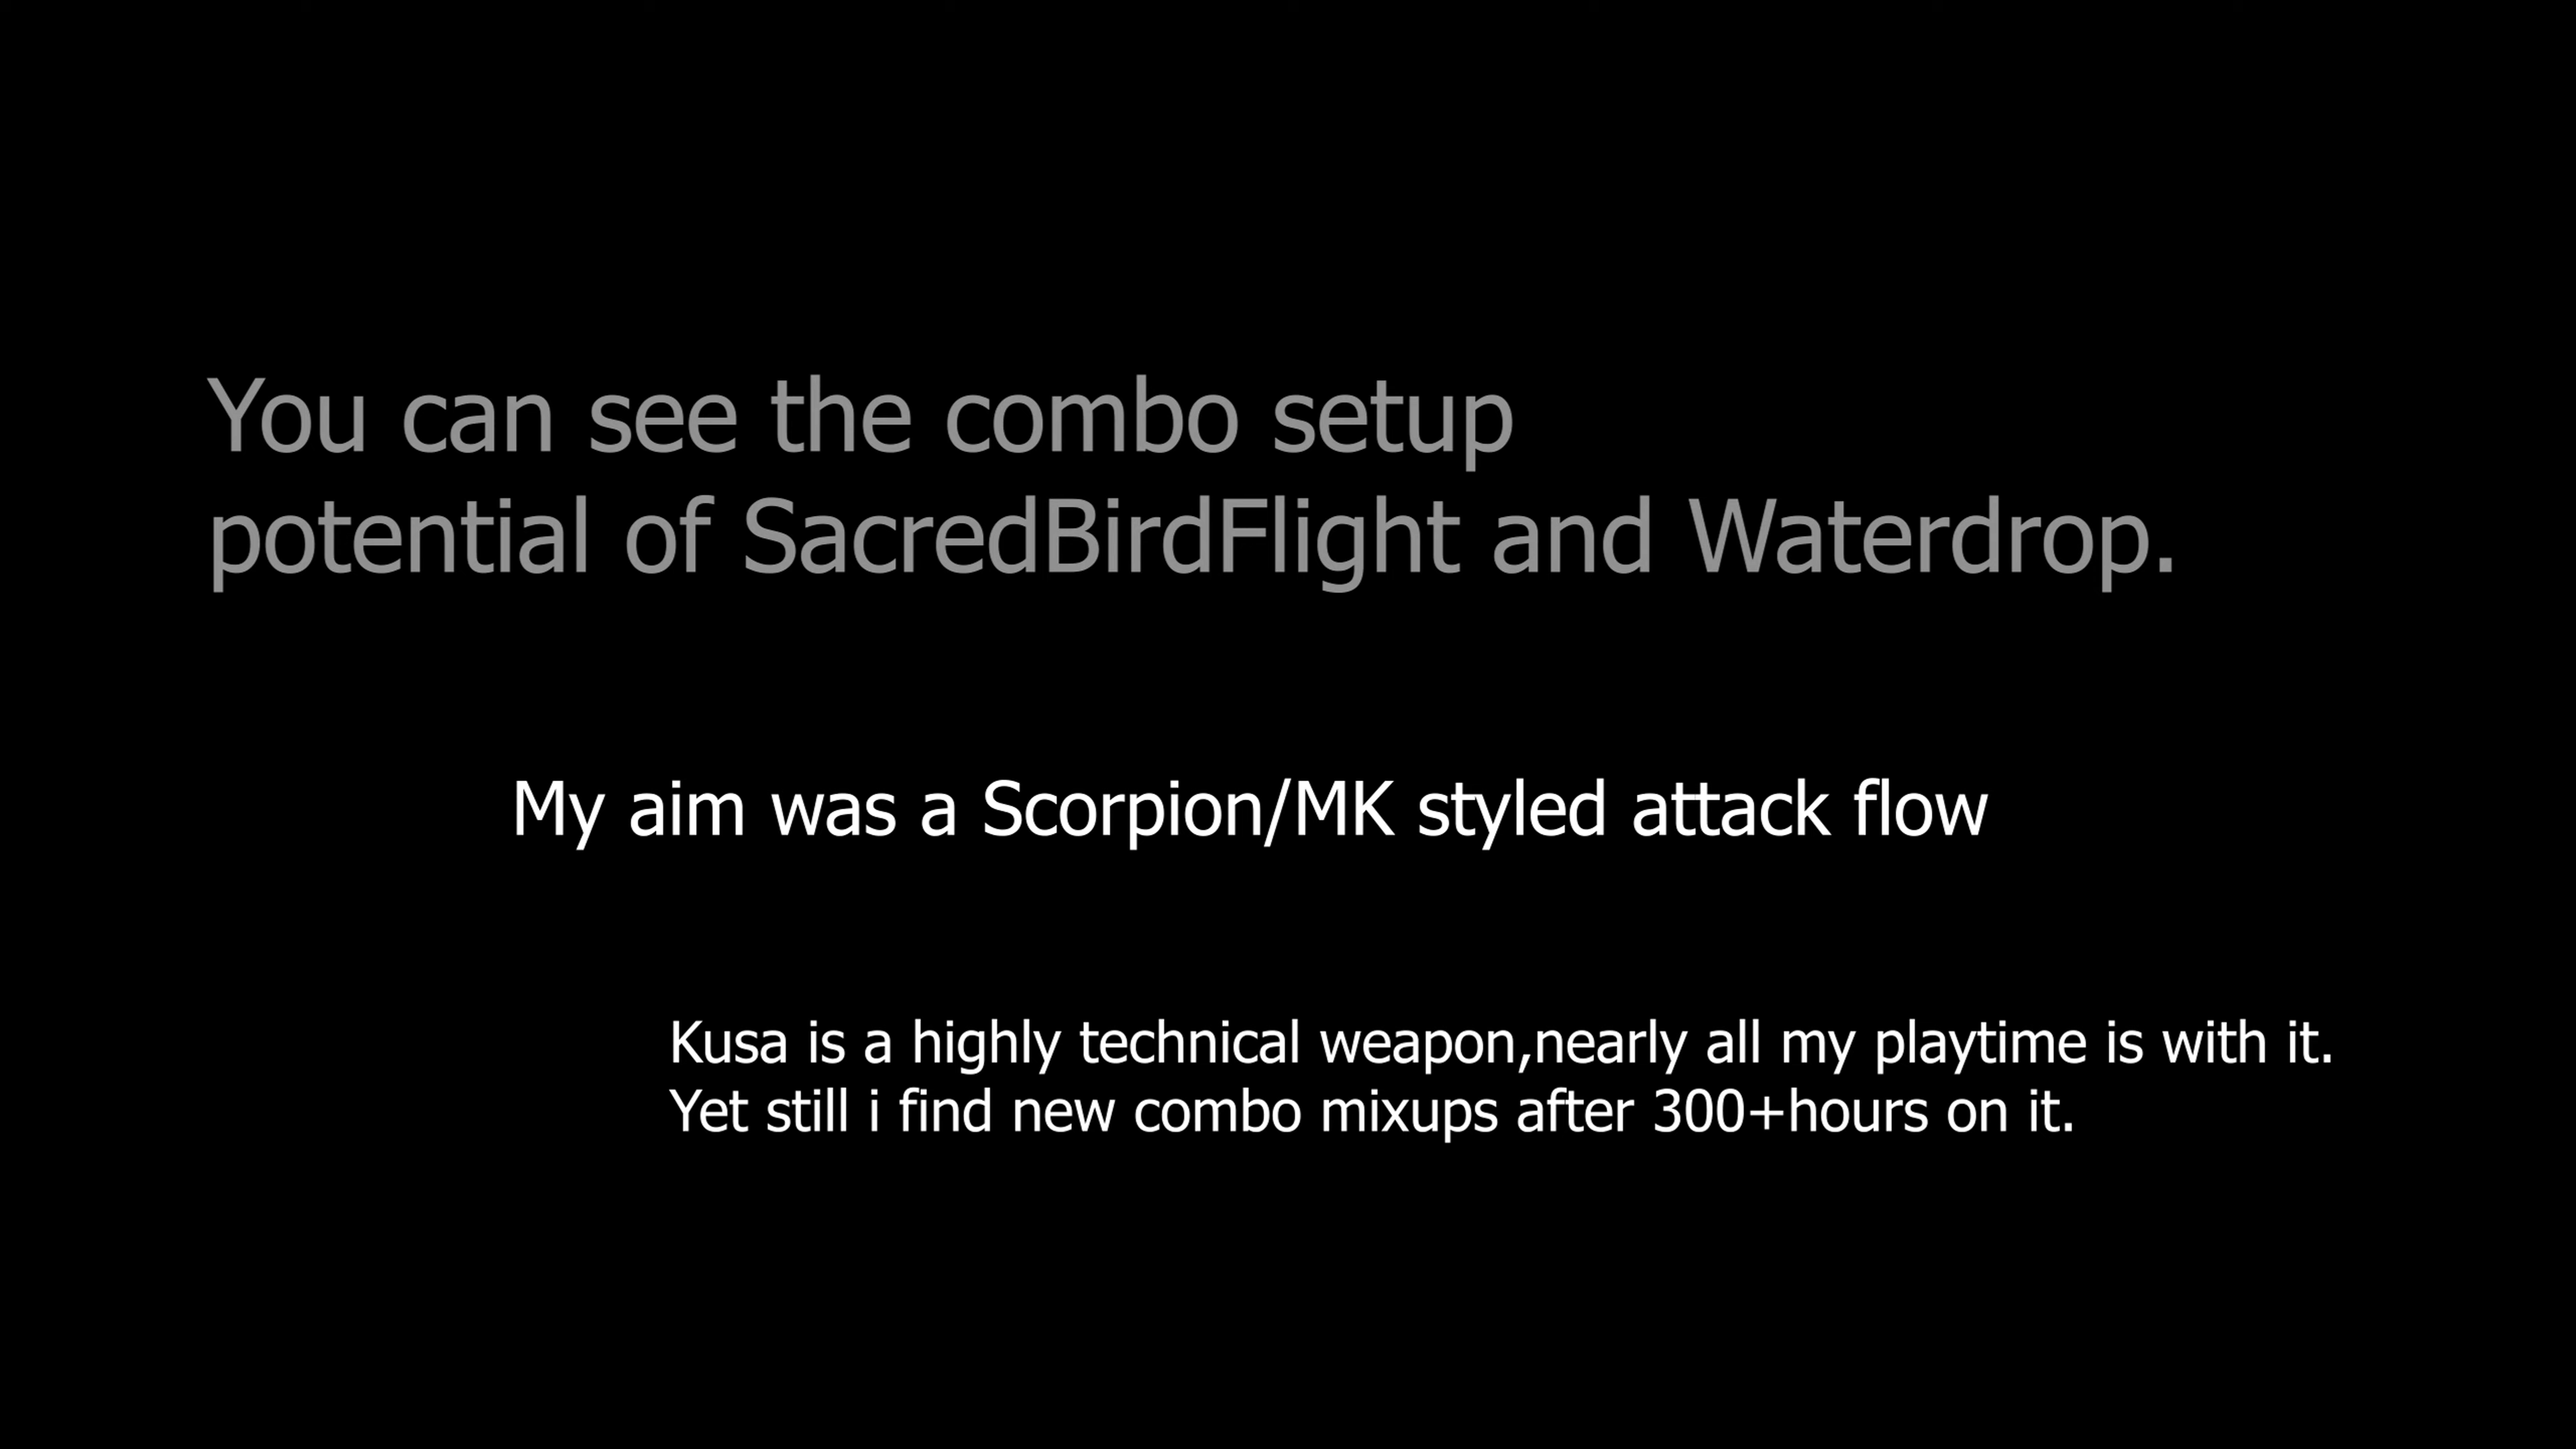 You can see the combo setup
potential of SacredBirdFlight and Waterdrop.
My aim was a Scorpion/MK styled attack flow
Kusa is a highly technical weapon,nearly all my playtime is with it.
Yet still i find new combo mixups after 300+hours on it.